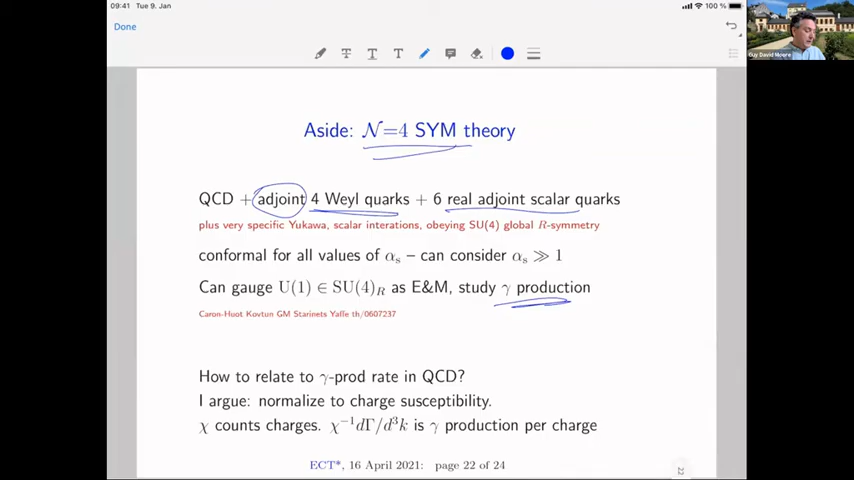 09:41 Tue 9. Jan
100 %
Done
T T T
Guy David Moore
Aside: 𝒩=4 SYM theory
QCD + adjoint 4 Weyl quarks + 6 real adjoint scalar quarks
plus very specific Yukawa, scalar interations, obeying SU(4) global R-symmetry
conformal for all values of αs – can consider αs ≫ 1
Can gauge U(1) ∈ SU(4)R as E&M, study γ production
Caron-Huot Kovtun GM Starinets Yaffe th/0607237
How to relate to γ-prod rate in QCD?
I argue: normalize to charge susceptibility.
χ counts charges. χ⁻¹dΓ/d³k is γ production per charge
ECT*, 16 April 2021: page 22 of 24